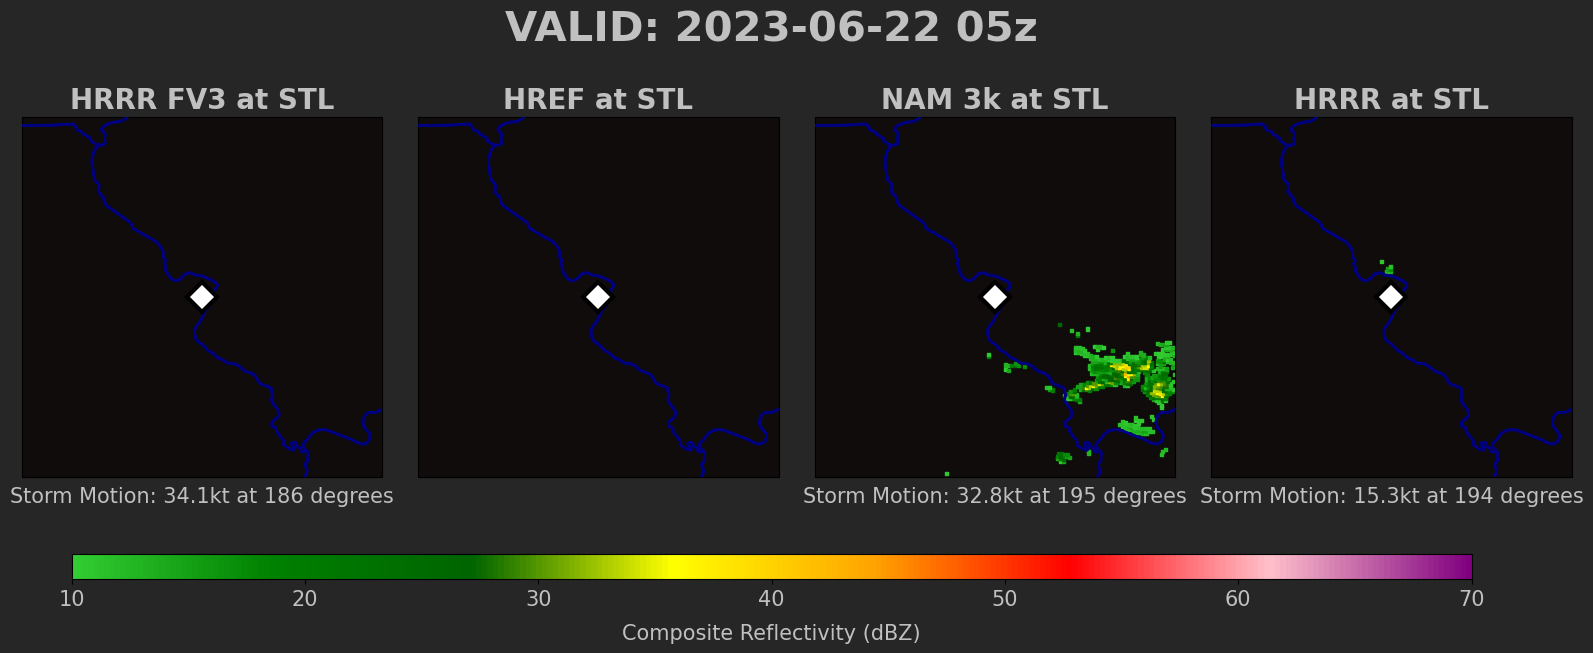 VALID: 2023-06-22 05z
HRRR FV3 at STL
HREF at STL
NAM 3k at STL
HRRR at STL
Storm Motion: 34.1kt at 186 degrees
Storm Motion: 32.8kt at 195 degrees
Storm Motion: 15.3kt at 194 degrees
10 20 30 40 50 60 70
Composite Reflectivity (dBZ)